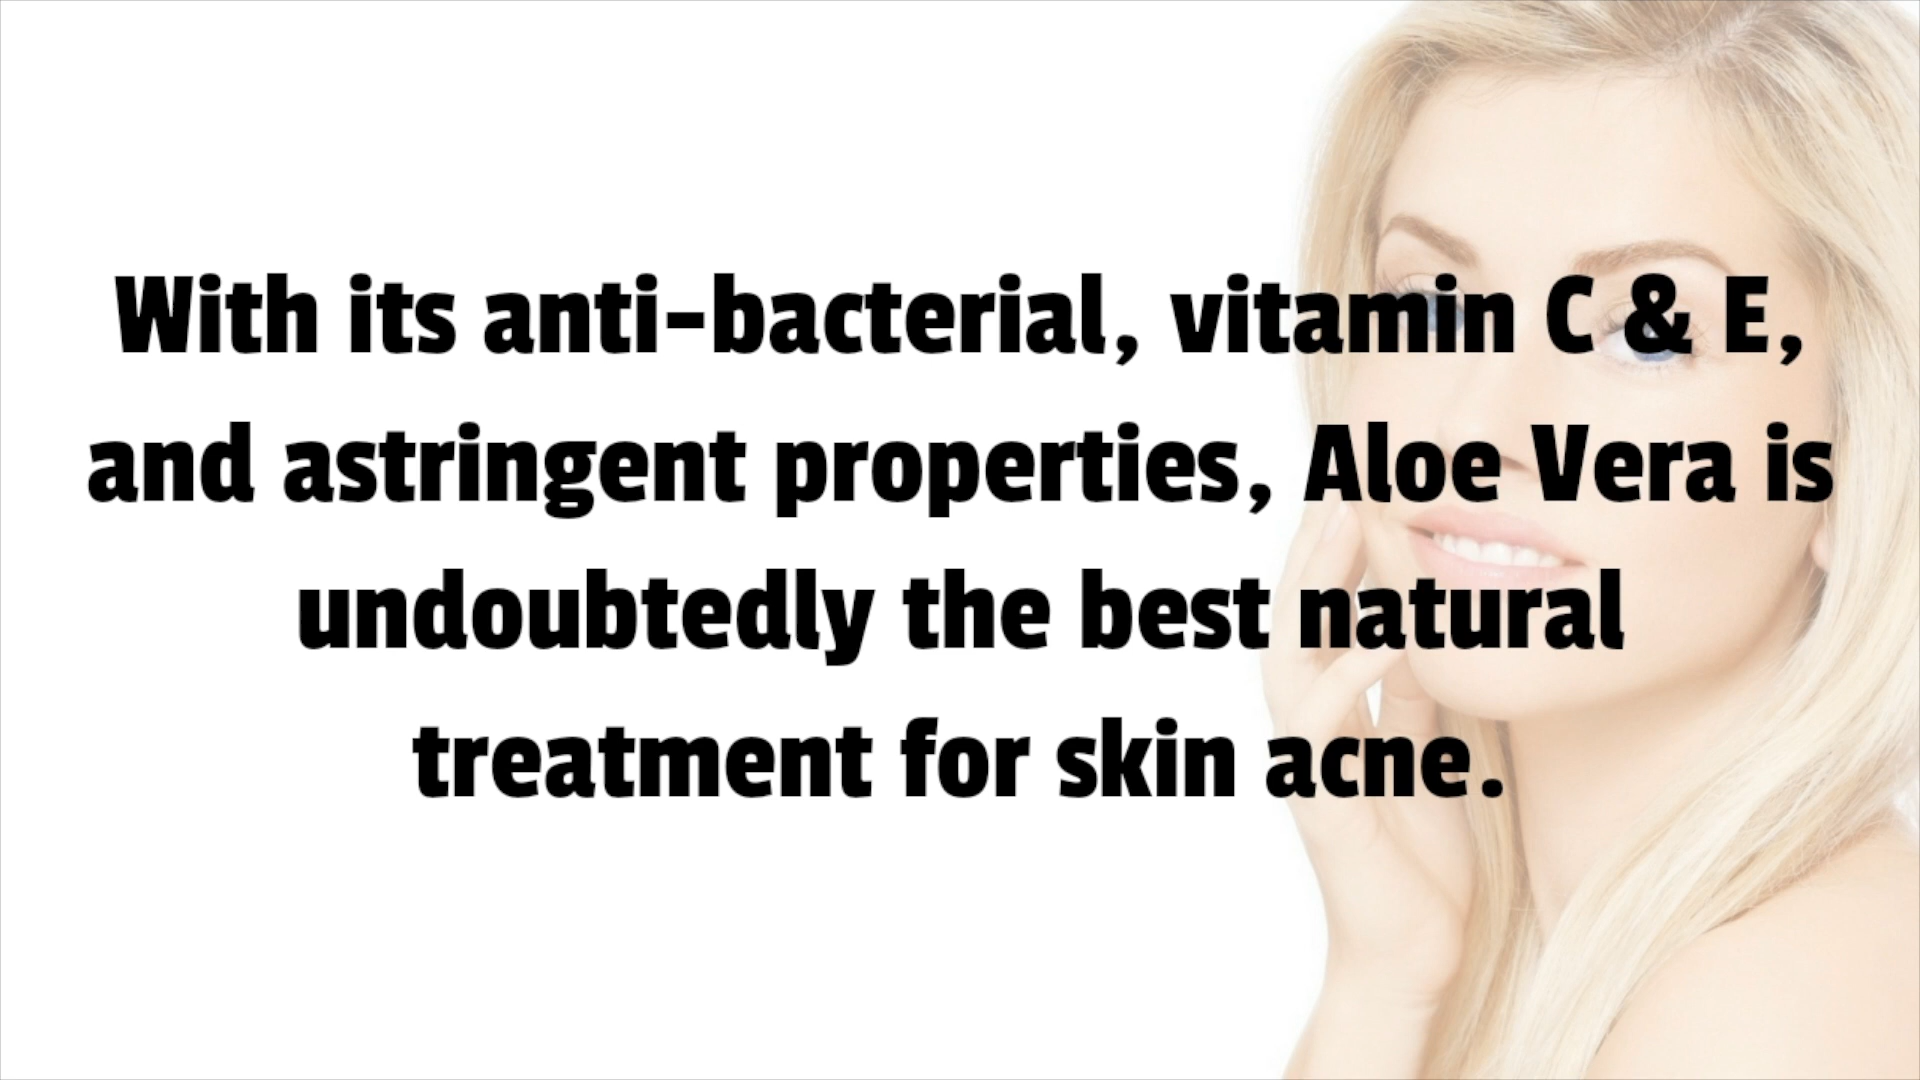 With its anti-bacterial, vitamin C & E,
and astringent properties, Aloe Vera is
undoubtedly the best natural
treatment for skin acne.